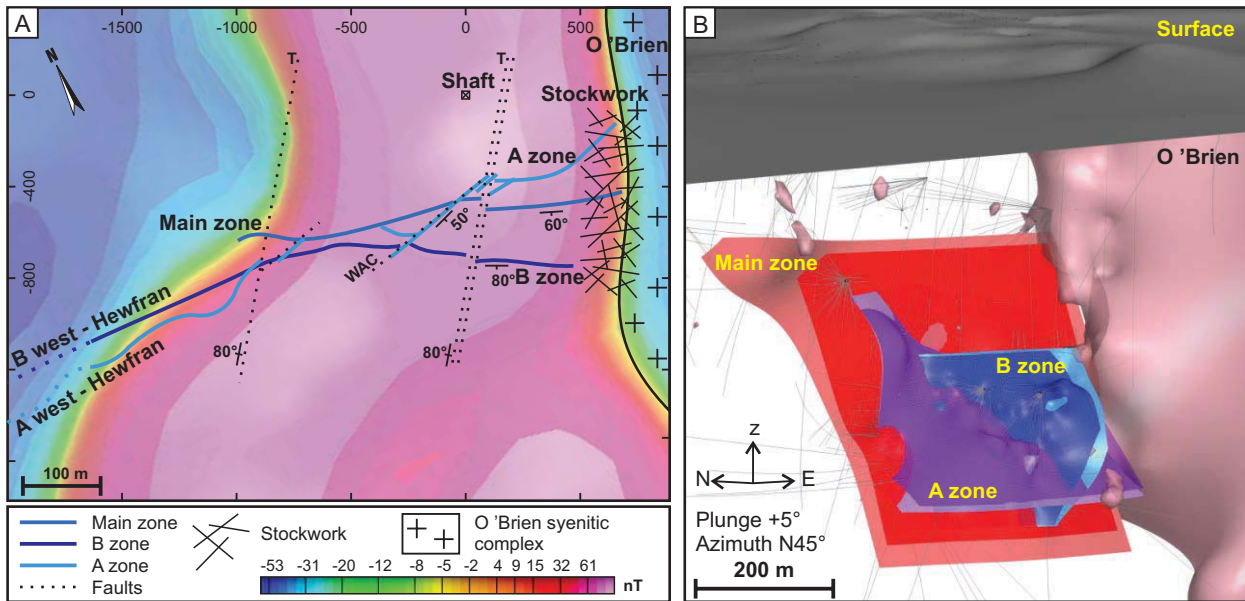 A
-1500
-1000
-500
0
500
O 'Brien
N
T
T
Shaft
Stockwork
0
-400
-800
A zone
Main zone
50°
60°
WAC
B zone
80°
B west - Hewfran
A west - Hewfran
80°
80°
100 m
Main zone
B zone
A zone
Faults
Stockwork
O 'Brien syenitic
complex
-53 -31 -20 -12 -8 -5 -2 4 9 15 32 61
nT
B
Surface
O 'Brien
Main zone
B zone
A zone
z
N
E
Plunge +5°
Azimuth N45°
200 m